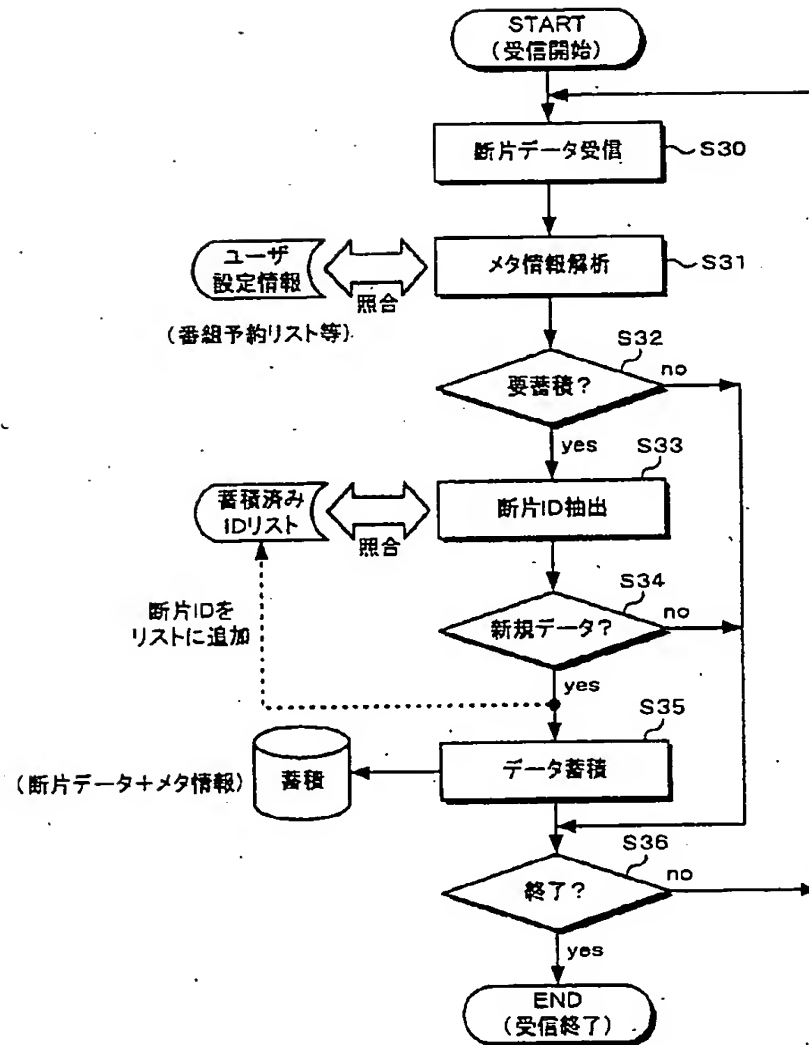 START
(受信開始)
断片データ受信
S30
ユーザ
設定情報
照合
メタ情報解析
S31
(番組予約リスト等)
S32
要蓄積?
no
yes
S33
蓄積済み
IDリスト
照合
断片ID抽出
断片IDを
リストに追加
S34
新規データ?
no
yes
S35
(断片データ+メタ情報)
蓄積
データ蓄積
S36
終了?
no
yes
END
(受信終了)